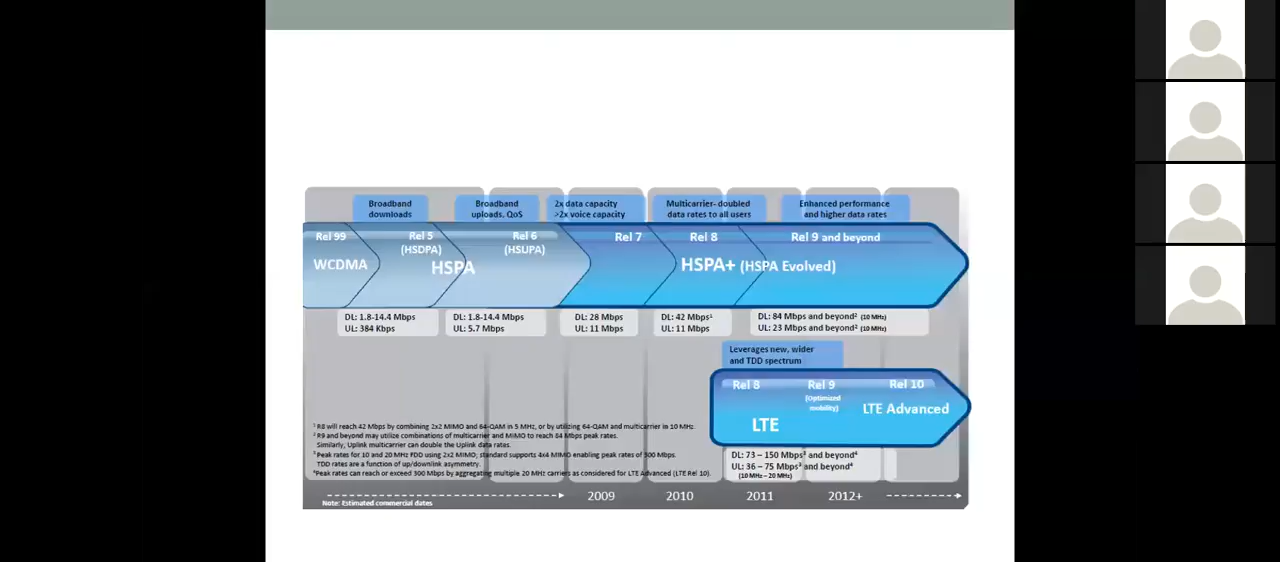 Broadband
downloads
Broadband
uploads, QoS
2x data capacity
>2x voice capacity
Multicarrier- doubled
data rates to all users
Enhanced performance
and higher data rates
Rel 99
WCDMA
Rel 5
(HSDPA)
HSPA
Rel 6
(HSUPA)
Rel 7
Rel 8
Rel 9 and beyond
HSPA+ (HSPA Evolved)
DL: 1.8-14.4 Mbps
UL: 384 Kbps
DL: 1.8-14.4 Mbps
UL: 5.7 Mbps
DL: 28 Mbps
UL: 11 Mbps
DL: 42 Mbps¹
UL: 11 Mbps
DL: 84 Mbps and beyond² (10 MHz)
UL: 23 Mbps and beyond² (10 MHz)
Leverages new, wider
and TDD spectrum
Rel 8
Rel 9
(Optimized
mobility)
Rel 10
LTE
LTE Advanced
DL: 73 – 150 Mbps³ and beyond⁴
UL: 36 – 75 Mbps³ and beyond⁴
(10 MHz – 20 MHz)
¹ R8 will reach 42 Mbps by combining 2x2 MIMO and 64-QAM in 5 MHz, or by utilizing 64-QAM and multicarrier in 10 MHz.
² R9 and beyond may utilize combinations of multicarrier and MIMO to reach 84 Mbps peak rates.
Similarly, Uplink multicarrier can double the Uplink data rates.
³ Peak rates for 10 and 20 MHz FDD using 2x2 MIMO; standard supports 4x4 MIMO enabling peak rates of 300 Mbps.
TDD rates are a function of up/downlink asymmetry.
⁴Peak rates can reach or exceed 300 Mbps by aggregating multiple 20 MHz carriers as considered for LTE Advanced (LTE Rel 10).
2009
2010
2011
2012+
Note: Estimated commercial dates